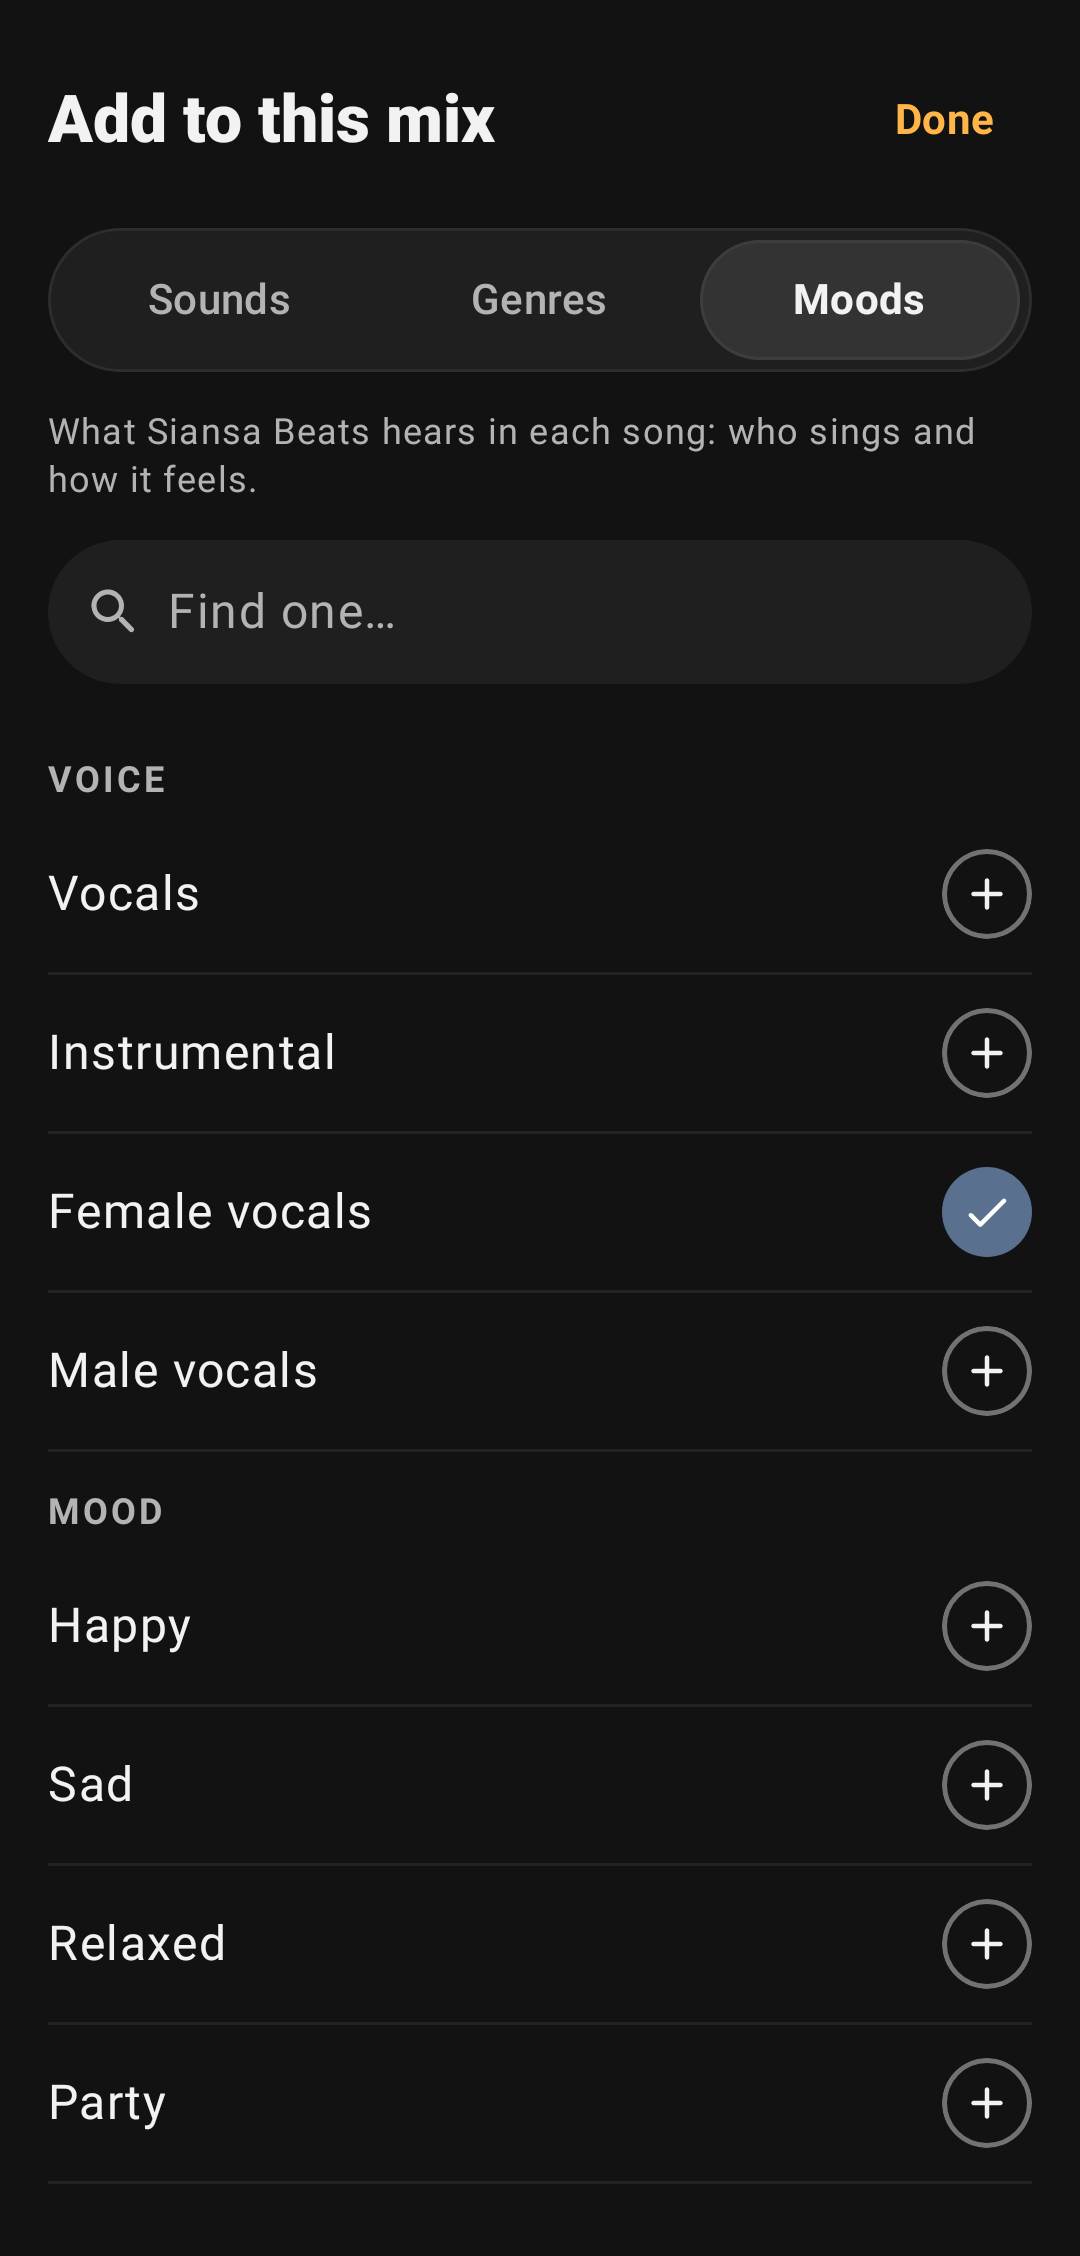 Add to this mix
Done
Sounds
Genres
Moods
What Siansa Beats hears in each song: who sings and
how it feels.
Find one…
VOICE
Vocals
Instrumental
Female vocals
Male vocals
MOOD
Happy
Sad
Relaxed
Party